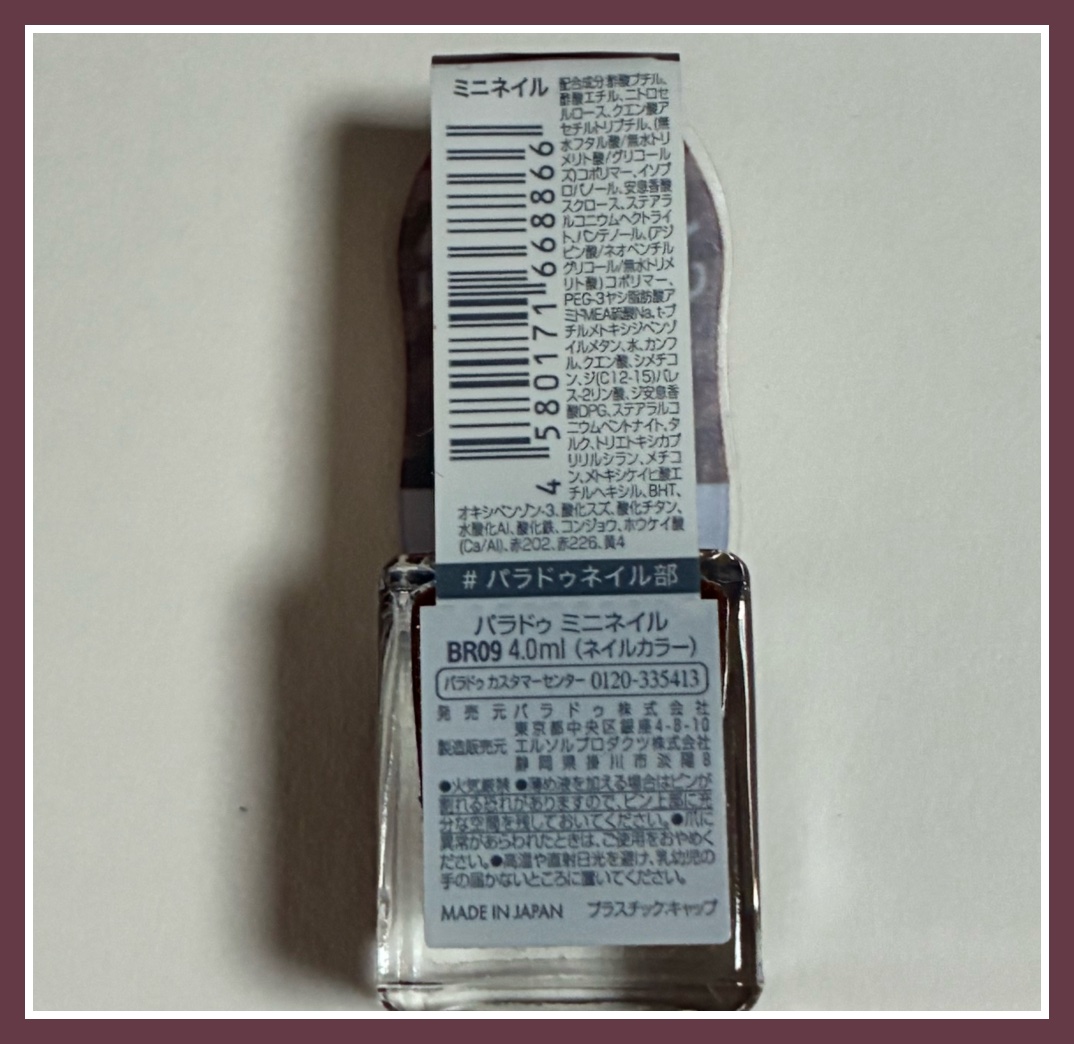 ミニネイル
配合成分:酢酸ブチル、
酢酸エチル、ニトロセ
ルロース、クエン酸ア
セチルトリブチル、(無
水フタル酸/無水トリ
メリト酸/グリコール
ズ)コポリマー、イソプ
ロパノール、安息香酸
スクロース、ステアラ
ルコニウムヘクトライ
ト、パンテノール、(アジ
ピン酸/ネオペンチル
グリコール/無水トリメ
リト酸)コポリマー、
PEG-3ヤシ脂肪酸ア
ミドMEA硫酸Na、t-ブ
チルメトキシジベンゾ
イルメタン、水、カンフ
ル、クエン酸、シメチコ
ン、ジ(C12-15)パレ
ス-2リン酸、ジ安息香
酸DPG、ステアラルコ
ニウムベントナイト、タ
ルク、トリエトキシカプ
リリルシラン、メチコ
ン、メトキシケイヒ酸エ
チルヘキシル、BHT、
オキシベンゾン-3、酸化スズ、酸化チタン、
水酸化Al、酸化鉄、コンジョウ、ホウケイ酸
(Ca/Al)、赤202、赤226、黄4
4 580171 668866
# パラドゥネイル部
パラドゥ ミニネイル
BR09 4.0ml (ネイルカラー)
パラドゥ カスタマーセンター 0120-335413
発売元 パラドゥ株式会社
東京都中央区銀座4-8-10
製造販売元 エルソルプロダクツ株式会社
静岡県掛川市淡陽8
●火気厳禁 ●薄め液を加える場合はビンが
割れる恐れがありますので、ビン上部に充
分な空間を残しておいてください。●爪に
異常があらわれたときは、ご使用をおやめく
ださい。●高温や直射日光を避け、乳幼児の
手の届かないところに置いてください。
MADE IN JAPAN プラスチック:キャップ